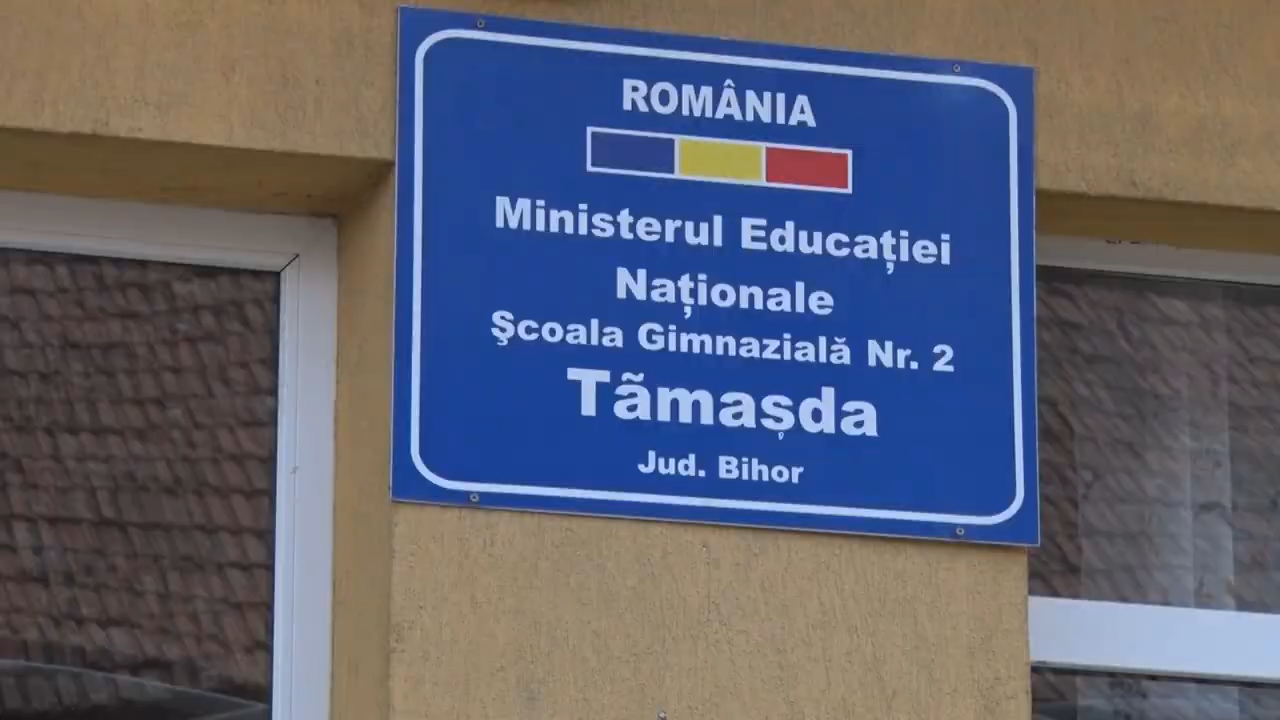 ROMÂNIA
Ministerul Educației
Naționale
Şcoala Gimnazială Nr. 2
Tãmașda
Jud. Bihor